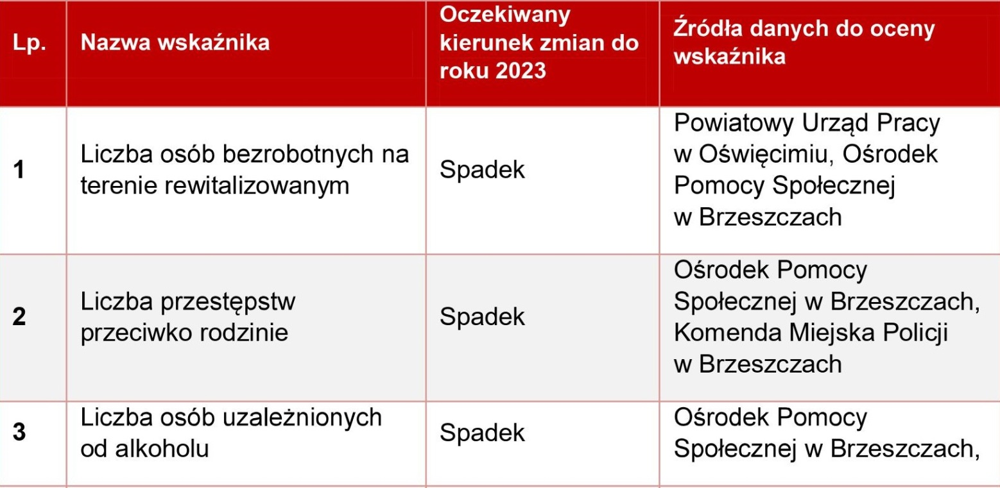 Lp.
Nazwa wskaźnika
Oczekiwany
kierunek zmian do
roku 2023
Źródła danych do oceny
wskaźnika
1
Liczba osób bezrobotnych na
terenie rewitalizowanym
Spadek
Powiatowy Urząd Pracy
w Oświęcimiu, Ośrodek
Pomocy Społecznej
w Brzeszczach
2
Liczba przestępstw
przeciwko rodzinie
Spadek
Ośrodek Pomocy
Społecznej w Brzeszczach,
Komenda Miejska Policji
w Brzeszczach
3
Liczba osób uzależnionych
od alkoholu
Spadek
Ośrodek Pomocy
Społecznej w Brzeszczach,